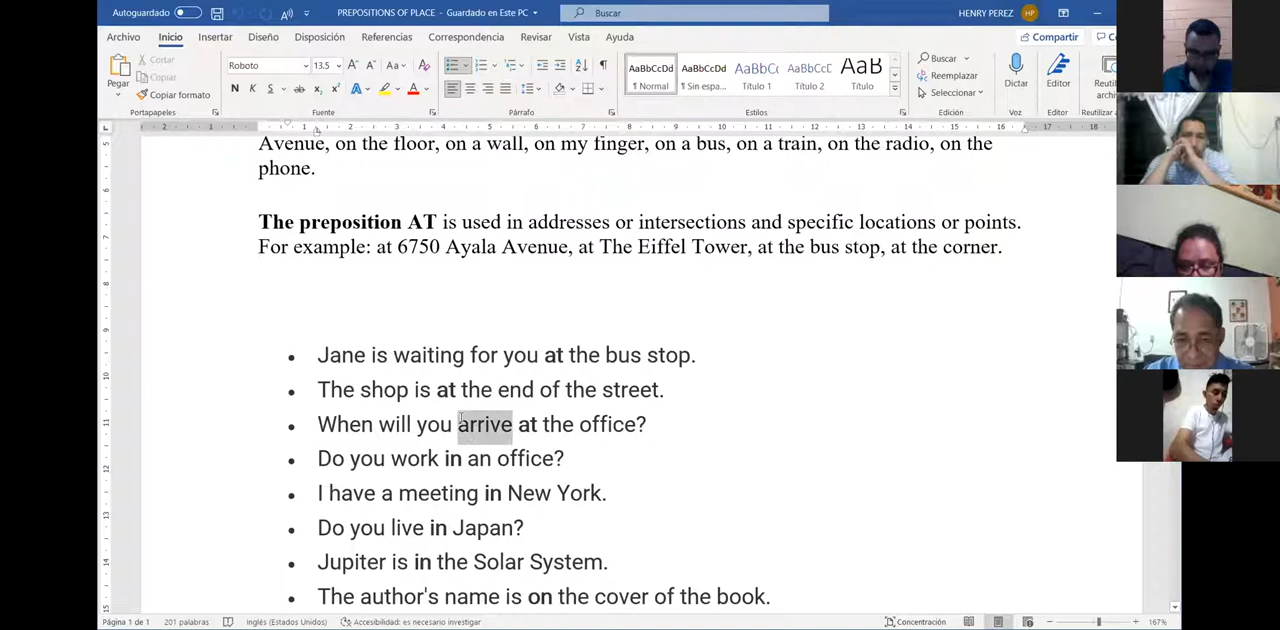 Autoguardado
PREPOSITIONS OF PLACE - Guardado en Este PC
Buscar
HENRY PEREZ
HP
Archivo Inicio Insertar Diseño Disposición Referencias Correspondencia Revisar Vista Ayuda
Compartir
Pegar
Cortar
Copiar
Copiar formato
Portapapeles
Roboto
13,5
N K S ab
Fuente
Párrafo
AaBbCcDd AaBbCcDd AaBbCc AaBbCcC AaB
¶ Normal ¶ Sin espa... Título 1 Título 2 Título
Estilos
Buscar
Reemplazar
Seleccionar
Edición
Dictar
Voz
Editor
Editor
Reutilizar
Avenue, on the floor, on a wall, on my finger, on a bus, on a train, on the radio, on the
phone.
The preposition AT is used in addresses or intersections and specific locations or points.
For example: at 6750 Ayala Avenue, at The Eiffel Tower, at the bus stop, at the corner.
• Jane is waiting for you at the bus stop.
• The shop is at the end of the street.
• When will you arrive at the office?
• Do you work in an office?
• I have a meeting in New York.
• Do you live in Japan?
• Jupiter is in the Solar System.
• The author's name is on the cover of the book.
Página 1 de 1 201 palabras Inglés (Estados Unidos) Accesibilidad: es necesario investigar Concentración 167%